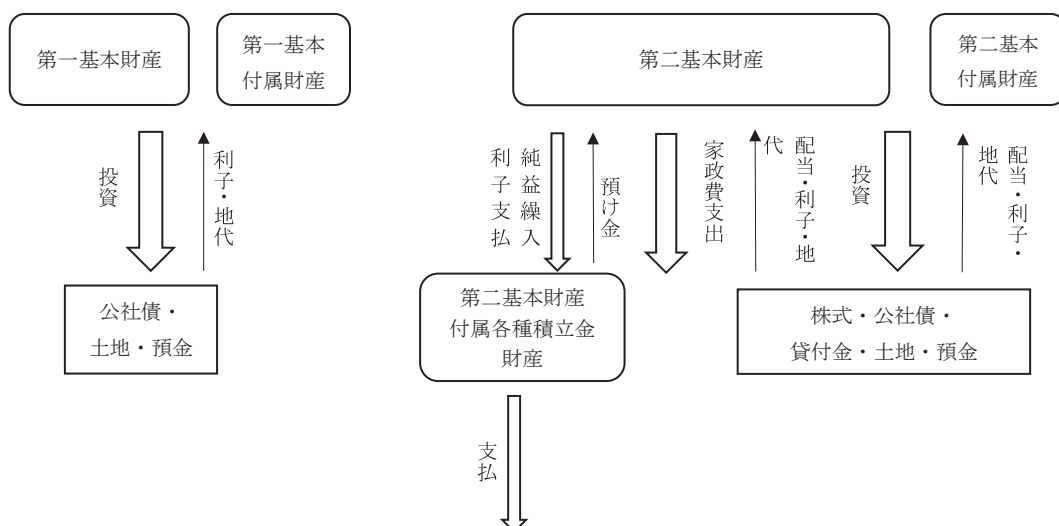 第一基本財産
第一基本
付属財産
第二基本財産
第二基本
付属財産
投資
利子・地代
純益繰入
利子支払
預け金
家政費支出
配当・利子・地
代
投資
配当・利子・
地代
公社債・
土地・預金
第二基本財産
付属各種積立金
財産
株式・公社債・
貸付金・土地・預金
支払